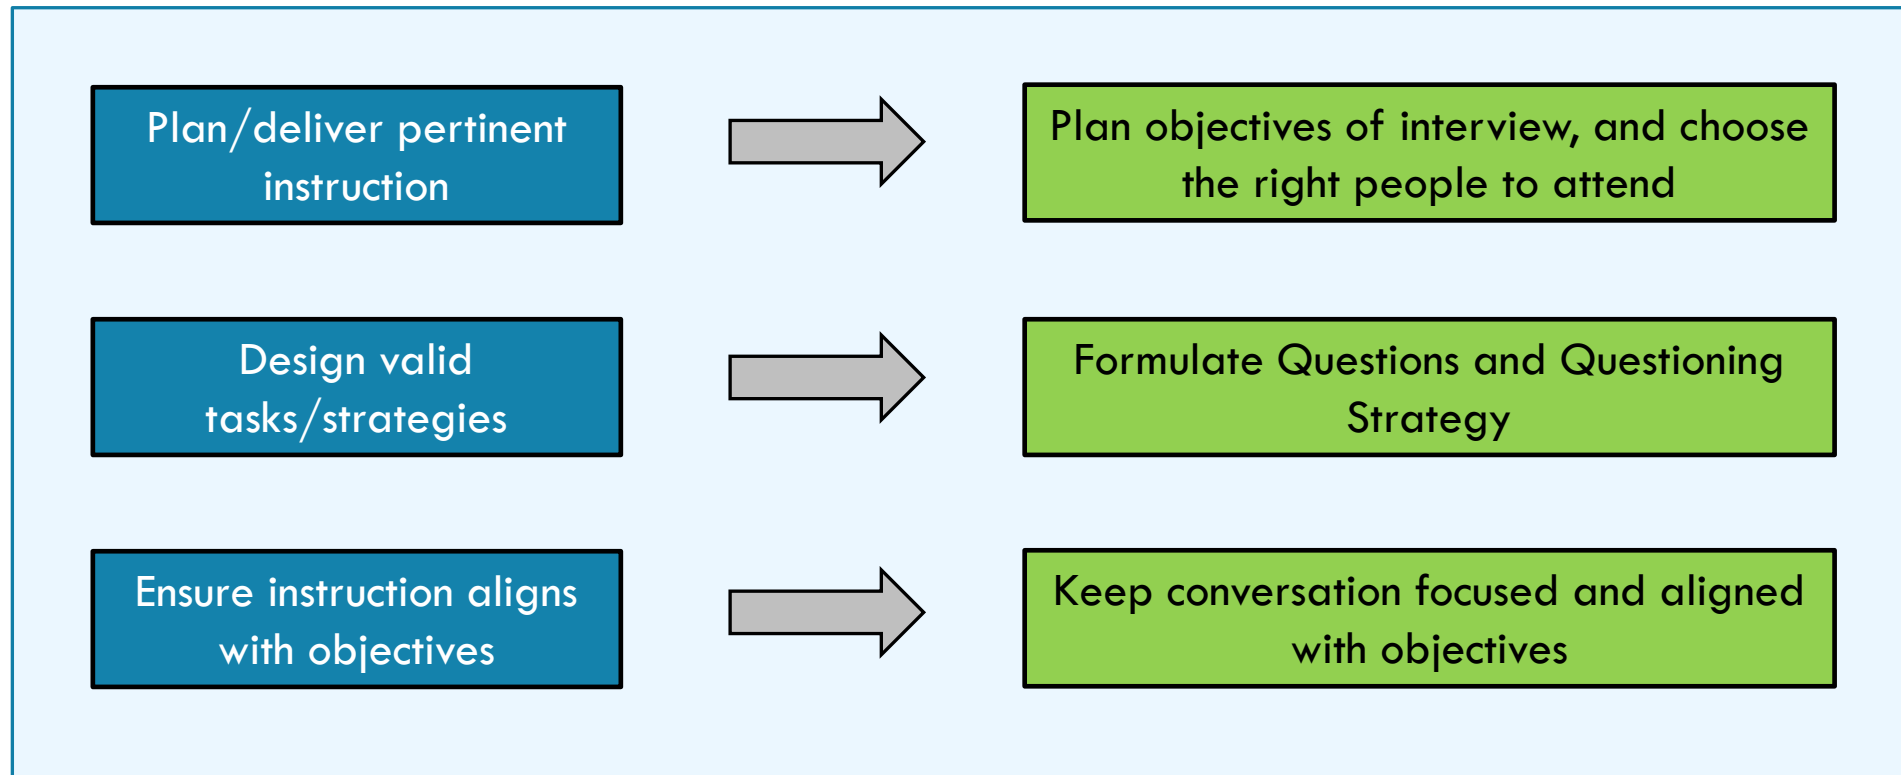 Plan/deliver pertinent
instruction
Plan objectives of interview, and choose
the right people to attend
Design valid
tasks/strategies
Formulate Questions and Questioning
Strategy
Ensure instruction aligns
with objectives
Keep conversation focused and aligned
with objectives